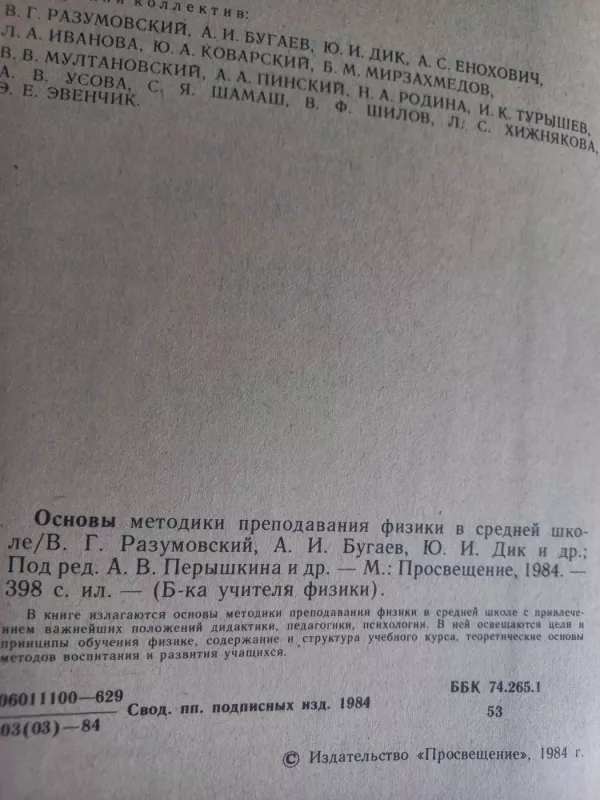 коллектив:
В. Г. РАЗУМОВСКИЙ, А. И. БУГАЕВ, Ю. И. ДИК, А. С. ЕНОХОВИЧ,
Л. А. ИВАНОВА, Ю. А. КОВАРСКИЙ, Б. М. МИРЗАХМЕДОВ,
В. В. МУЛТАНОВСКИЙ, А. А. ПИНСКИЙ, Н. А. РОДИНА, И. К. ТУРЫШЕВ,
А. В. УСОВА, С. Я. ШАМАШ, В. Ф. ШИЛОВ, Л. С. ХИЖНЯКОВА,
Э. Е. ЭВЕНЧИК.
Основы методики преподавания физики в средней шко-
ле/В. Г. Разумовский, А. И. Бугаев, Ю. И. Дик и др.;
Под ред. А. В. Перышкина и др. — М.: Просвещение, 1984. —
398 с. ил. — (Б-ка учителя физики).
В книге излагаются основы методики преподавания физики в средней школе с привлече-
нием важнейших положений дидактики, педагогики, психологии. В ней освещаются цели и
принципы обучения физике, содержание и структура учебного курса, теоретические основы
методов воспитания и развития учащихся.
06011100—629
03(03)—84
Свод. пп. подписных изд. 1984
ББК 74.265.1
53
© Издательство «Просвещение», 1984 г.